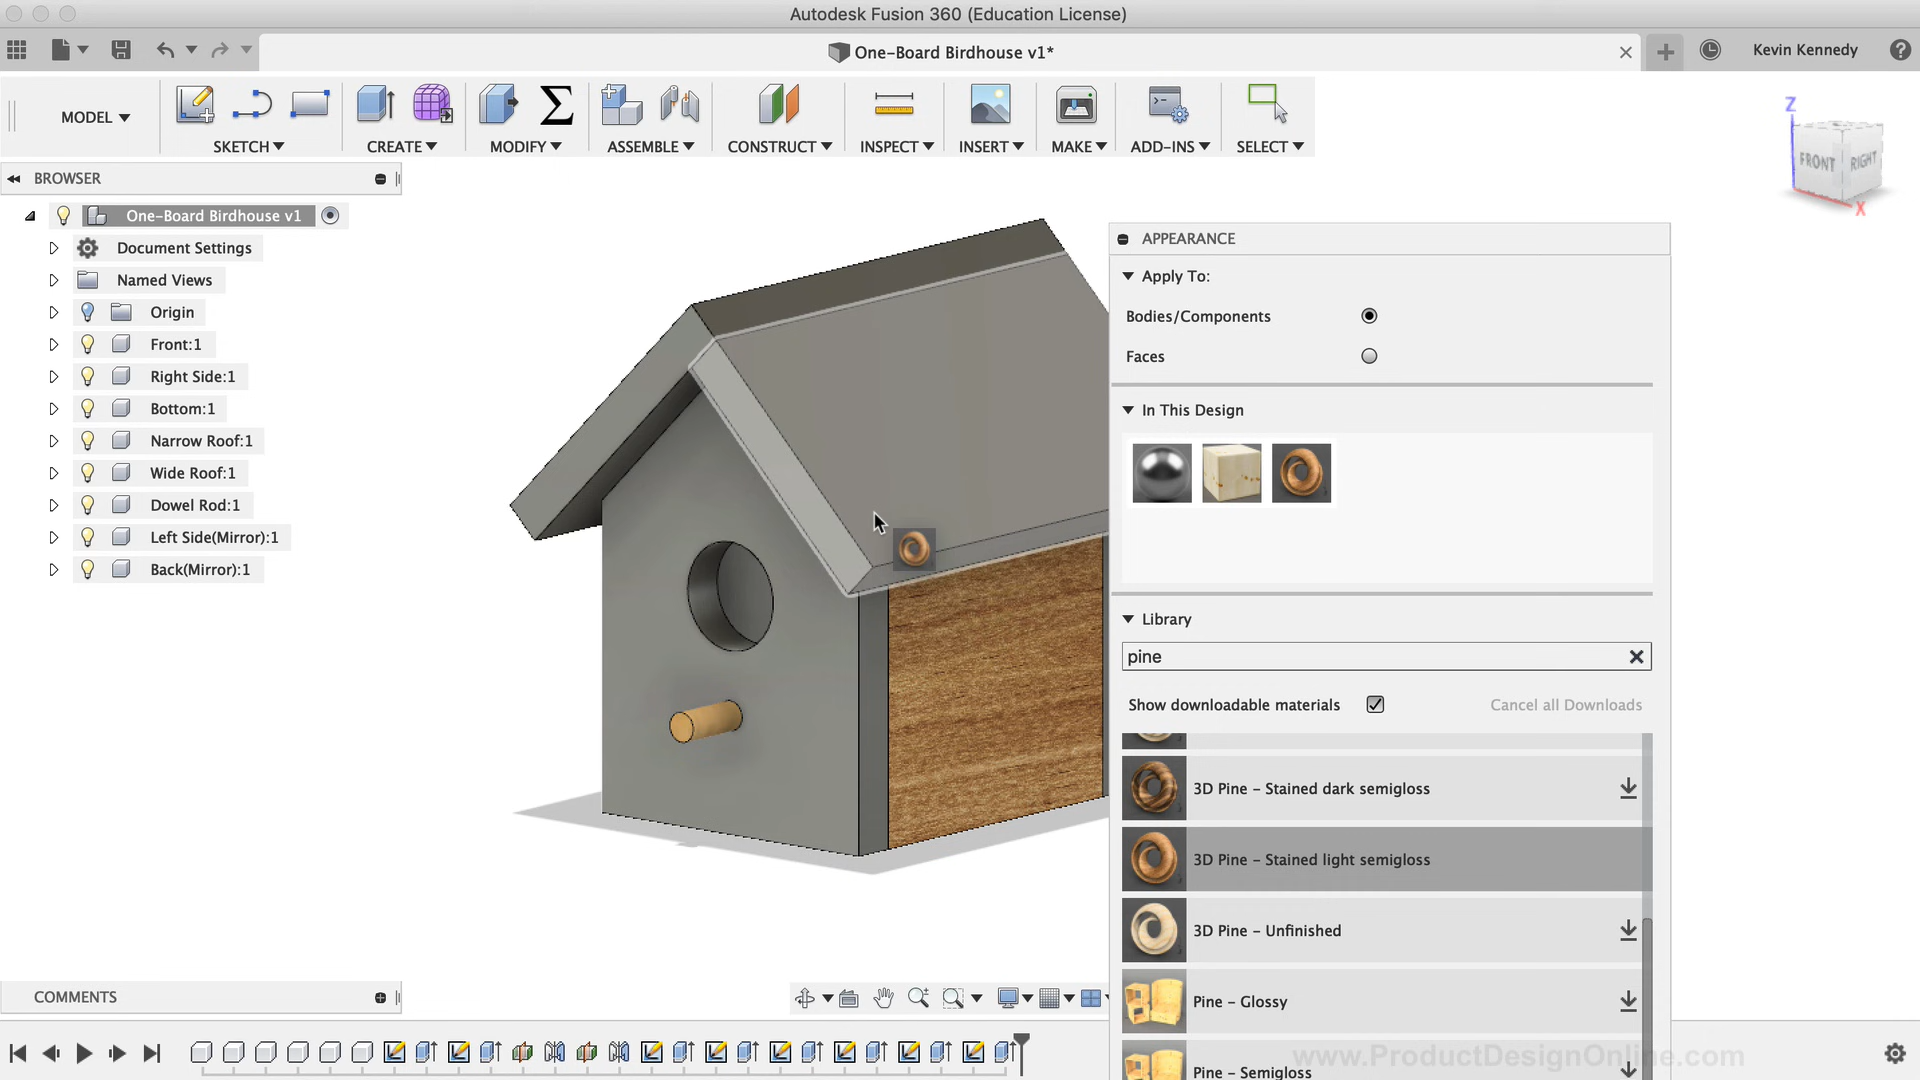 Autodesk Fusion 360 (Education License)
One-Board Birdhouse v1*
Kevin Kennedy
MODEL
SKETCH
CREATE
MODIFY
ASSEMBLE
CONSTRUCT
INSPECT
INSERT
MAKE
ADD-INS
SELECT
Z
FRONT
RIGHT
X
BROWSER
One-Board Birdhouse v1
Document Settings
Named Views
Origin
Front:1
Right Side:1
Bottom:1
Narrow Roof:1
Wide Roof:1
Dowel Rod:1
Left Side(Mirror):1
Back(Mirror):1
APPEARANCE
Apply To:
Bodies/Components
Faces
In This Design
Library
pine
Show downloadable materials
Cancel all Downloads
3D Pine - Stained dark semigloss
3D Pine - Stained light semigloss
3D Pine - Unfinished
Pine - Glossy
Pine - Semigloss
COMMENTS
www.ProductDesignOnline.com